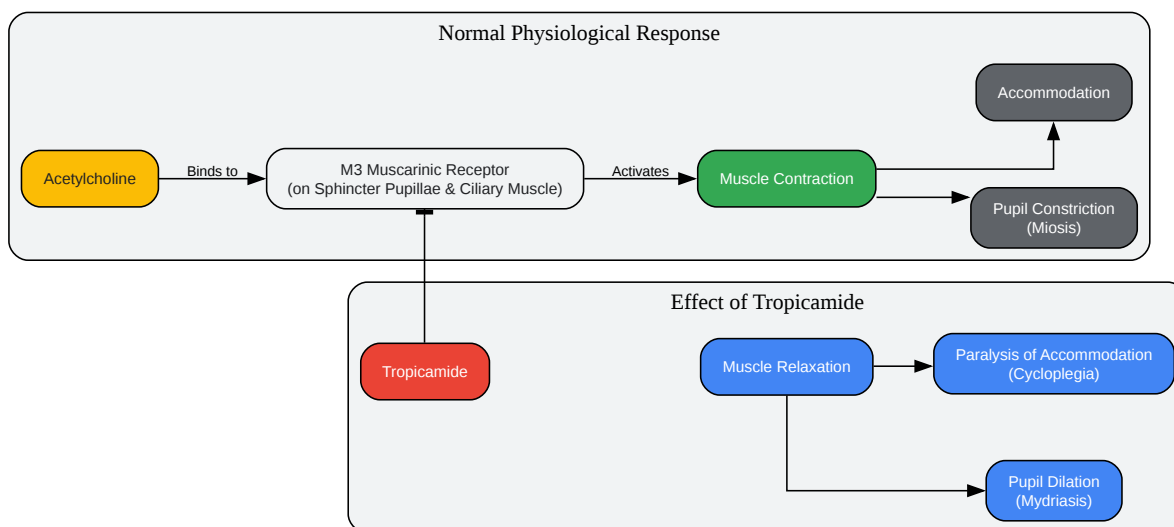 Normal Physiological Response
Accommodation
Acetylcholine
Binds to
M3 Muscarinic Receptor
(on Sphincter Pupillae & Ciliary Muscle)
Activates
Muscle Contraction
Pupil Constriction
(Miosis)
Effect of Tropicamide
Tropicamide
Muscle Relaxation
Paralysis of Accommodation
(Cycloplegia)
Pupil Dilation
(Mydriasis)